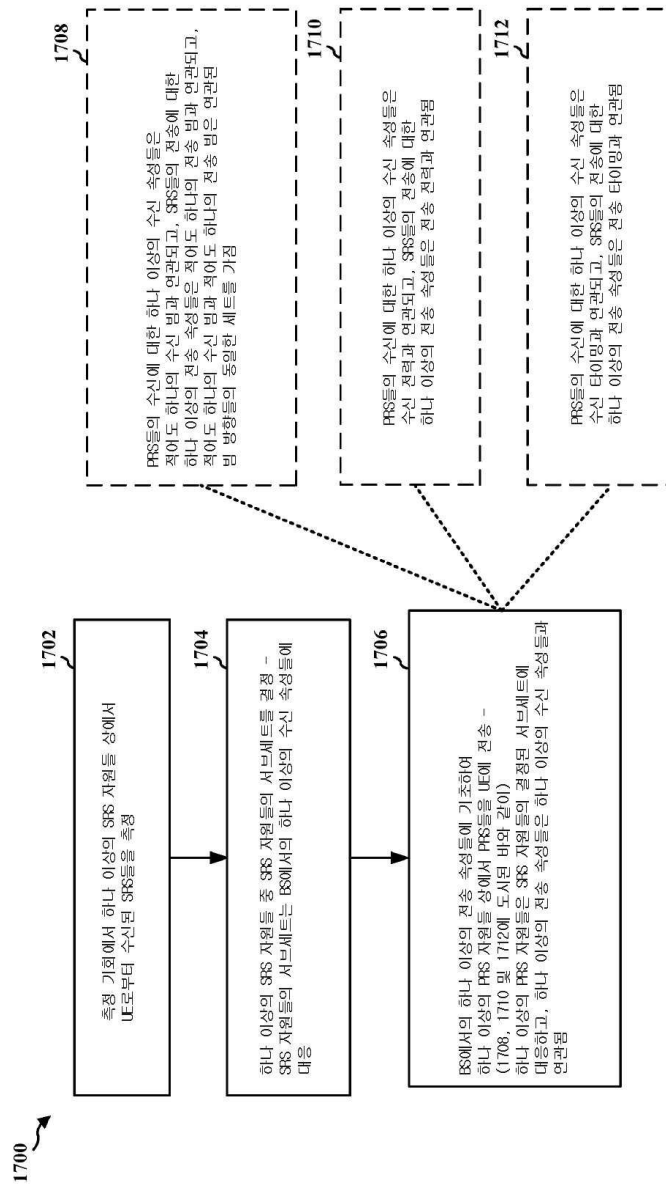 1700
1702
측정 기회에서 하나 이상의 SRS 자원들 상에서
UE로부터 수신된 SRS들을 측정
1704
하나 이상의 SRS 자원들 중 SRS 자원들의 서브세트를 결정 -
SRS 자원들의 서브세트는 BS에서의 하나 이상의 수신 속성들에
대응
1706
BS에서의 하나 이상의 전송 속성들에 기초하여
하나 이상의 PRS 자원들 상에서 PRS들을 UE에 전송 -
(1708, 1710 및 1712에 도시된 바와 같이)
하나 이상의 PRS 자원들은 SRS 자원들의 결정된 서브세트에
대응하고, 하나 이상의 전송 속성들은 하나 이상의 수신 속성들과
연관됨
1708
PRS들의 수신에 대한 하나 이상의 수신 속성들은
적어도 하나의 수신 빔과 연관되고, SRS들의 전송에 대한
하나 이상의 전송 속성들은 적어도 하나의 전송 빔과 연관되고,
적어도 하나의 수신 빔과 적어도 하나의 전송 빔은 연관된
빔 방향들의 동일한 세트를 가짐
1710
PRS들의 수신에 대한 하나 이상의 수신 속성들은
수신 전력과 연관되고, SRS들의 전송에 대한
하나 이상의 전송 속성들은 전송 전력과 연관됨
1712
PRS들의 수신에 대한 하나 이상의 수신 속성들은
수신 타이밍과 연관되고, SRS들의 전송에 대한
하나 이상의 전송 속성들은 전송 타이밍과 연관됨